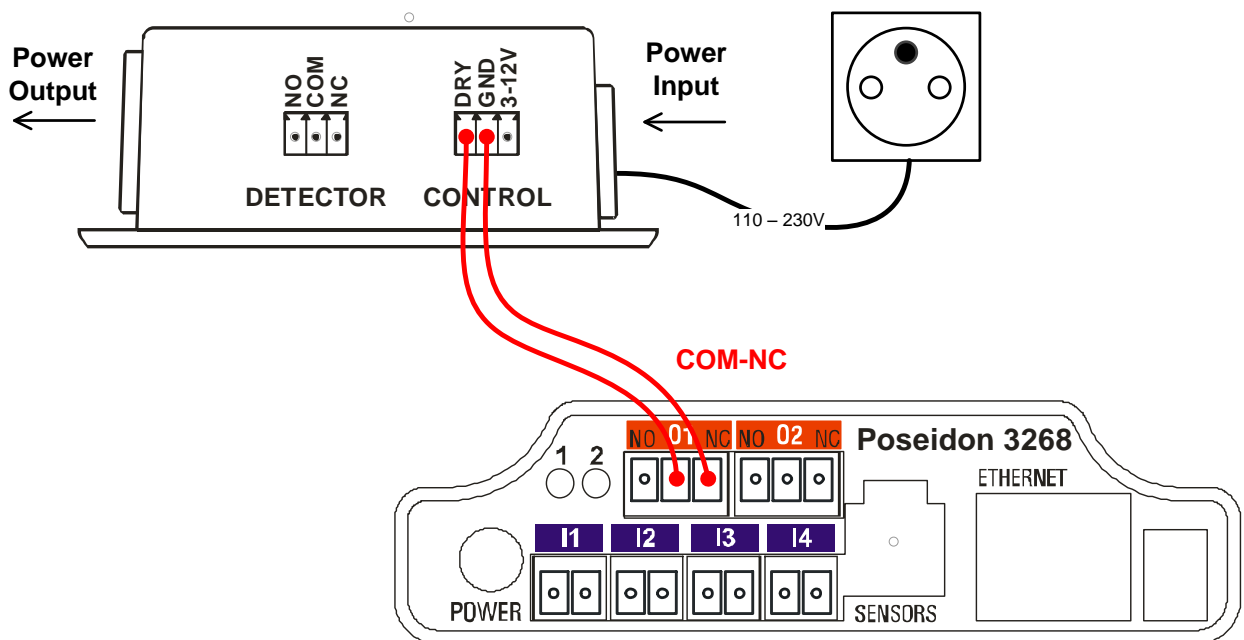 Power
Output
NO
COM
NC
DRY
GND
3-12V
Power
Input
DETECTOR
CONTROL
110 – 230V
COM-NC
NO 01 NC
NO 02 NC
Poseidon 3268
1 2
ETHERNET
I1
I2
I3
I4
POWER
SENSORS